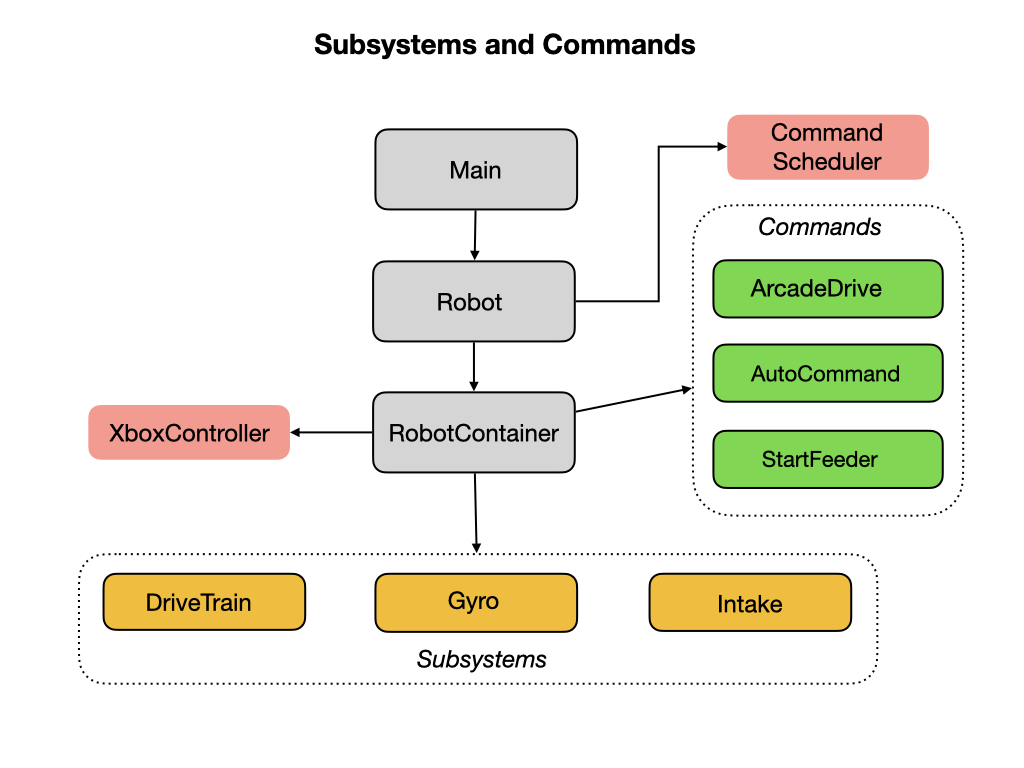 Subsystems and Commands
Main
Command
Scheduler
Commands
Robot
ArcadeDrive
AutoCommand
XboxController
RobotContainer
StartFeeder
DriveTrain
Gyro
Intake
Subsystems